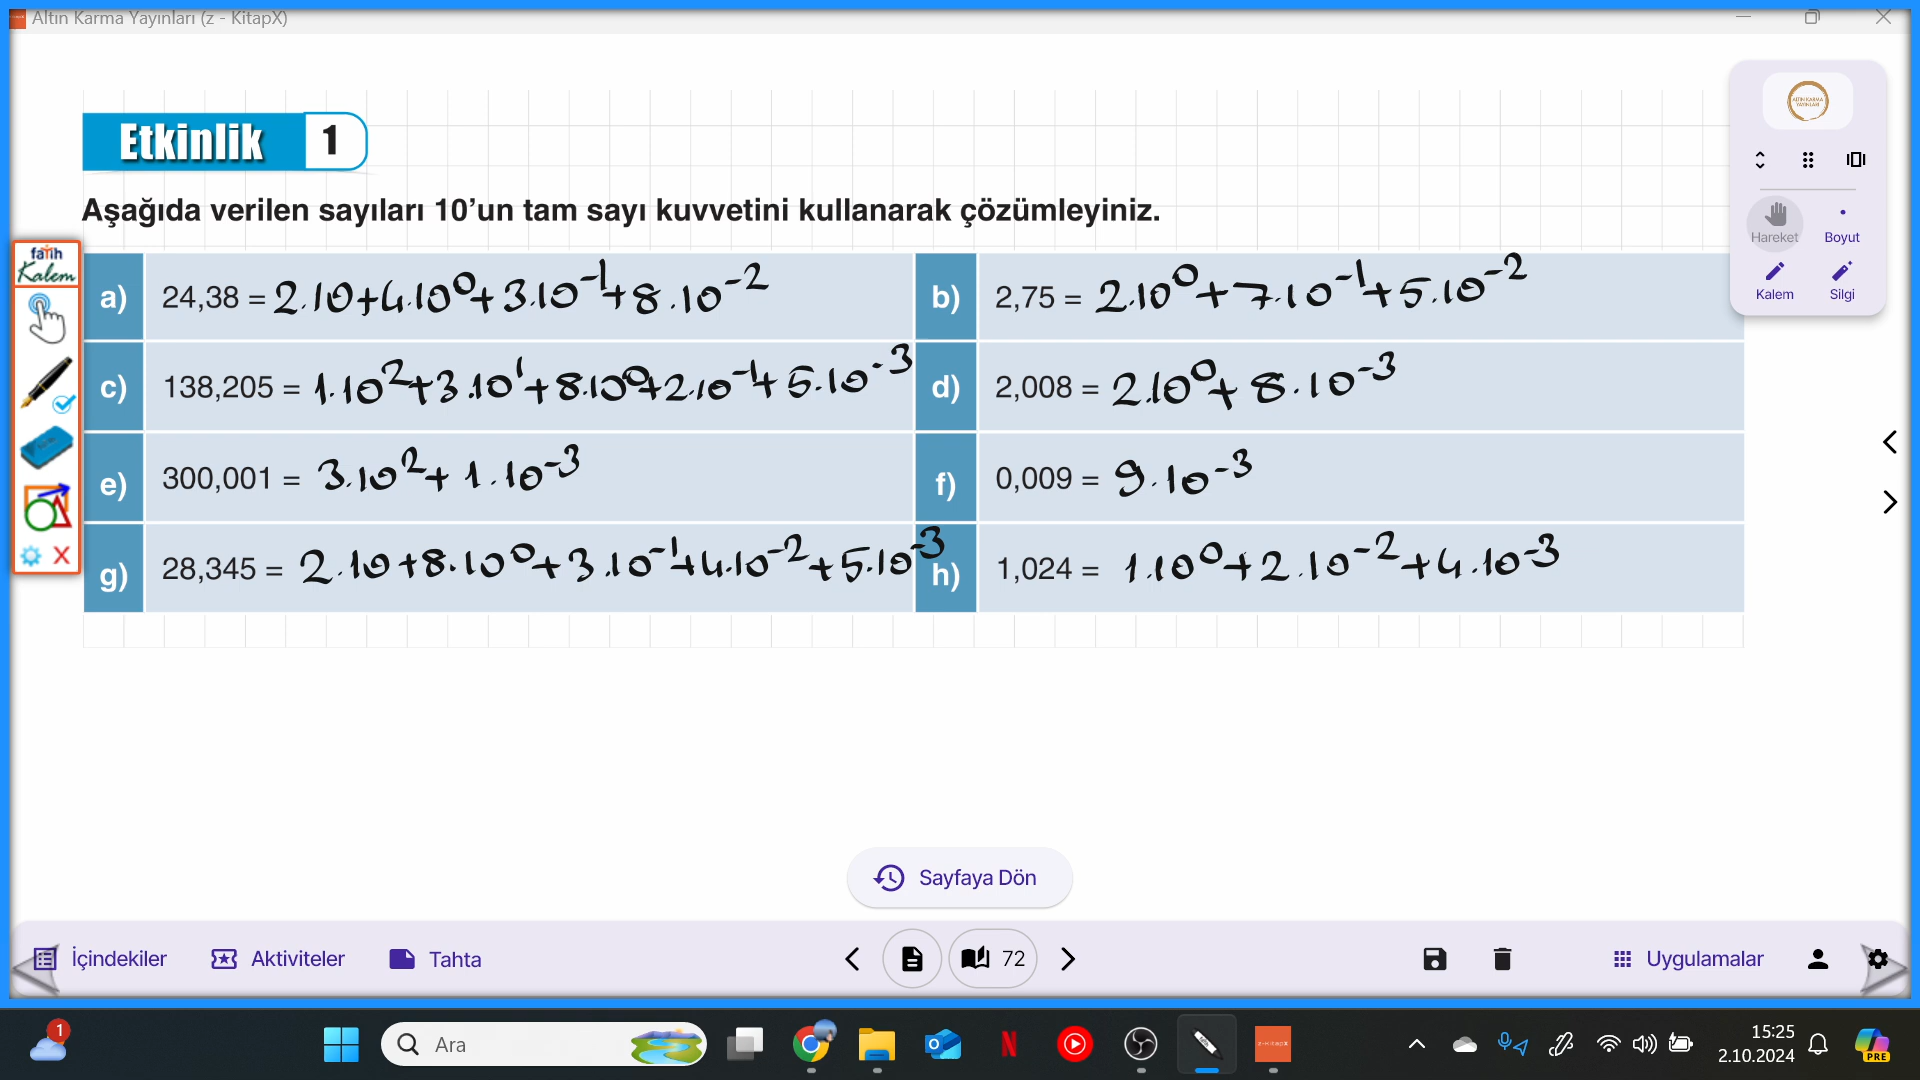 Altın Karma Yayınları (z - KitapX)
Etkinlik 1
ALTIN KARMA YAYINLARI
Aşağıda verilen sayıları 10'un tam sayı kuvvetini kullanarak çözümleyiniz.
Hareket Boyut
Kalem Silgi
fatih
Kalem
a) 24,38 = 2.10+4.10⁰+3.10⁻¹+8.10⁻²
b) 2,75 = 2.10⁰+7.10⁻¹+5.10⁻²
c) 138,205 = 1.10²+3.10¹+8.10⁰+2.10⁻¹+5.10⁻³
d) 2,008 = 2.10⁰+8.10⁻³
e) 300,001 = 3.10²+1.10⁻³
f) 0,009 = 9.10⁻³
g) 28,345 = 2.10+8.10⁰+3.10⁻¹+4.10⁻²+5.10⁻³
h) 1,024 = 1.10⁰+2.10⁻²+4.10⁻³
Sayfaya Dön
İçindekiler Aktiviteler Tahta 72 Uygulamalar
1 Ara 15:25
2.10.2024
PRE